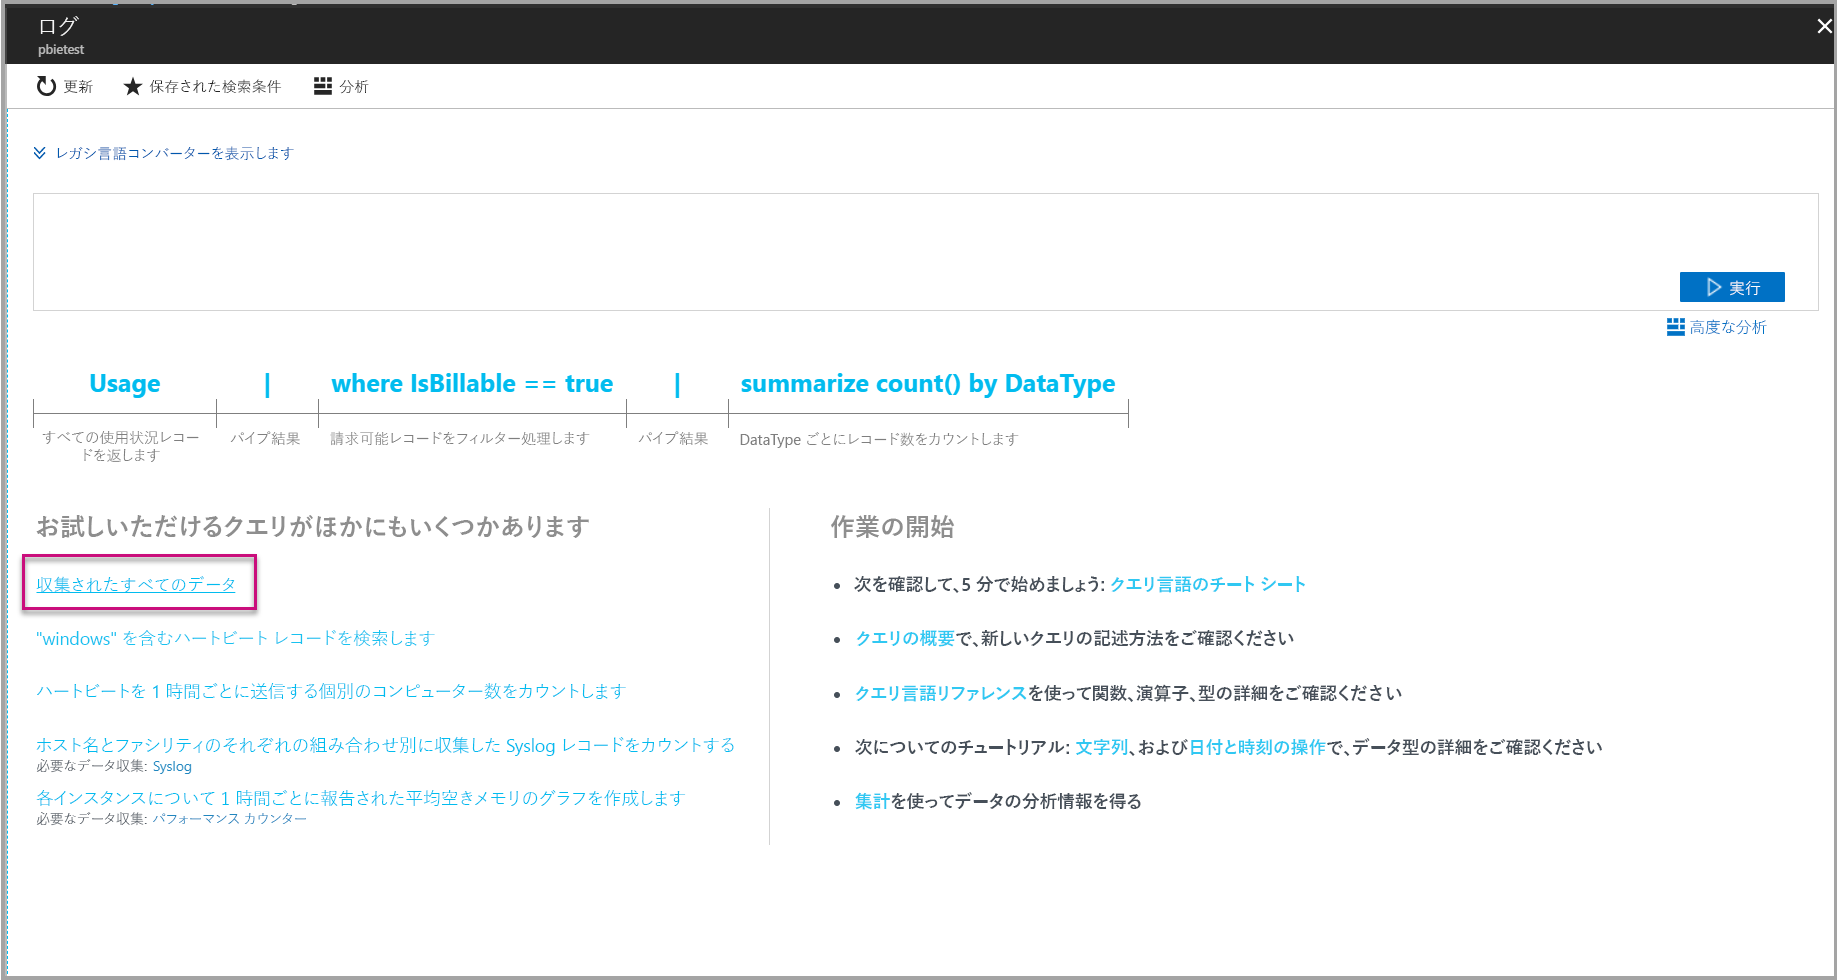 ログ
pbietest
更新 保存された検索条件 分析
レガシ言語コンバーターを表示します
実行
高度な分析
Usage | where IsBillable == true | summarize count() by DataType
すべての使用状況レコー
ドを返します
パイプ結果
請求可能レコードをフィルター処理します
パイプ結果
DataType ごとにレコード数をカウントします
お試しいただけるクエリがほかにもいくつかあります
収集されたすべてのデータ
"windows" を含むハートビート レコードを検索します
ハートビートを 1 時間ごとに送信する個別のコンピューター数をカウントします
ホスト名とファシリティのそれぞれの組み合わせ別に収集した Syslog レコードをカウントする
必要なデータ収集: Syslog
各インスタンスについて 1 時間ごとに報告された平均空きメモリのグラフを作成します
必要なデータ収集: パフォーマンス カウンター
作業の開始
• 次を確認して、5 分で始めましょう: クエリ言語のチート シート
• クエリの概要で、新しいクエリの記述方法をご確認ください
• クエリ言語リファレンスを使って関数、演算子、型の詳細をご確認ください
• 次についてのチュートリアル: 文字列、および日付と時刻の操作で、データ型の詳細をご確認ください
• 集計を使ってデータの分析情報を得る